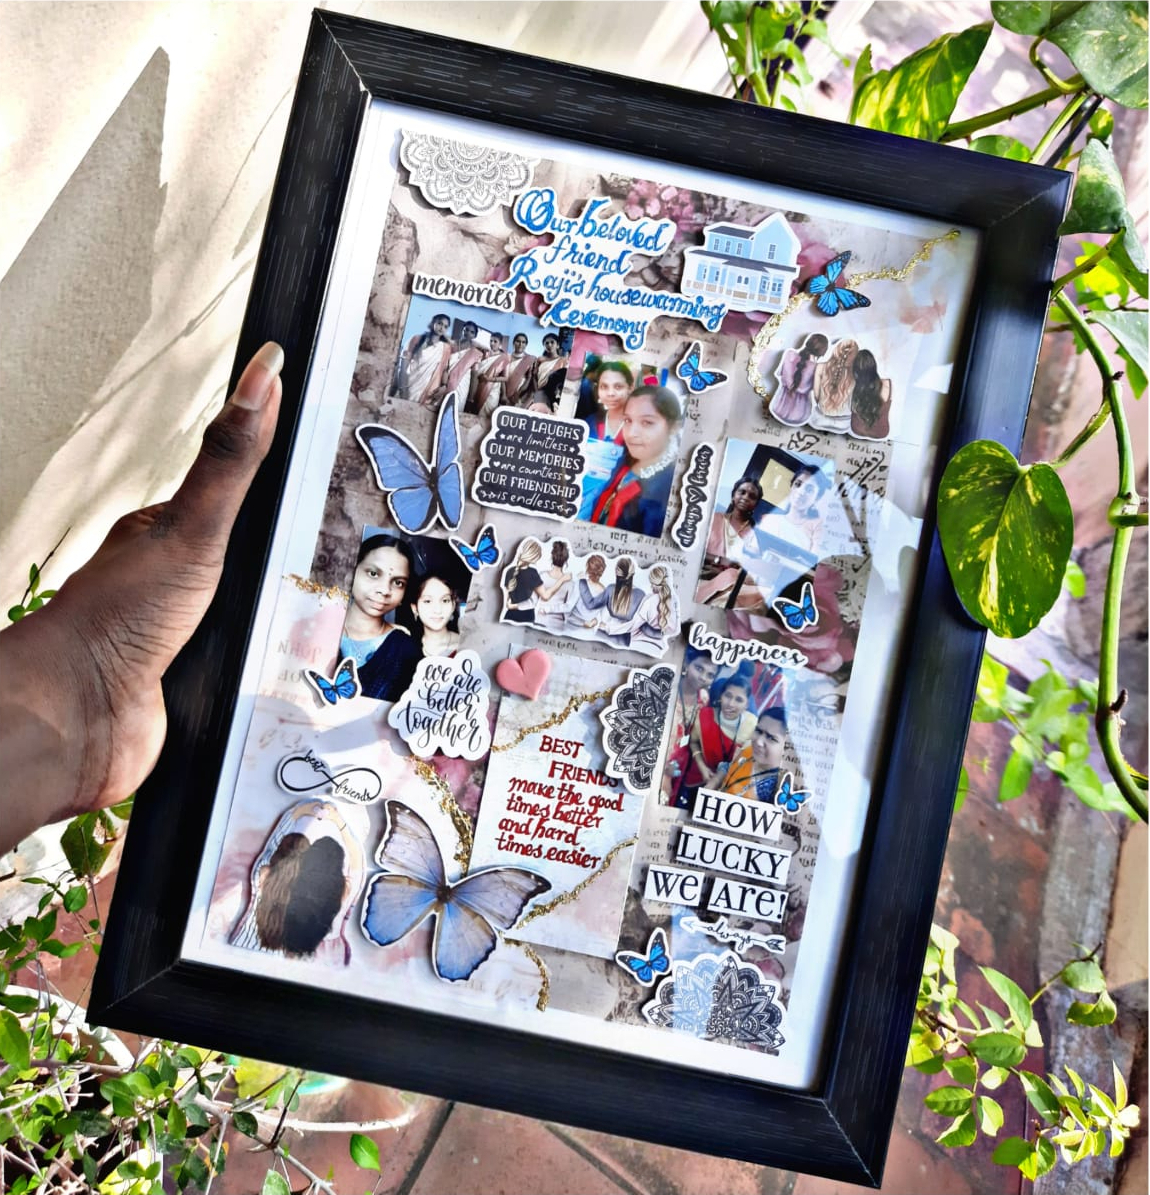 Our beloved
friend
Raji's housewarming
Ceremony
memories
OUR LAUGHS
are limitless
OUR MEMORIES
are countless
OUR FRIENDSHIP
is endless
happiness
we are
better
together
best
friends
BEST
FRIENDS
make the good
times better
and hard
times easier
HOW
LUCKY
WE ARE!
always